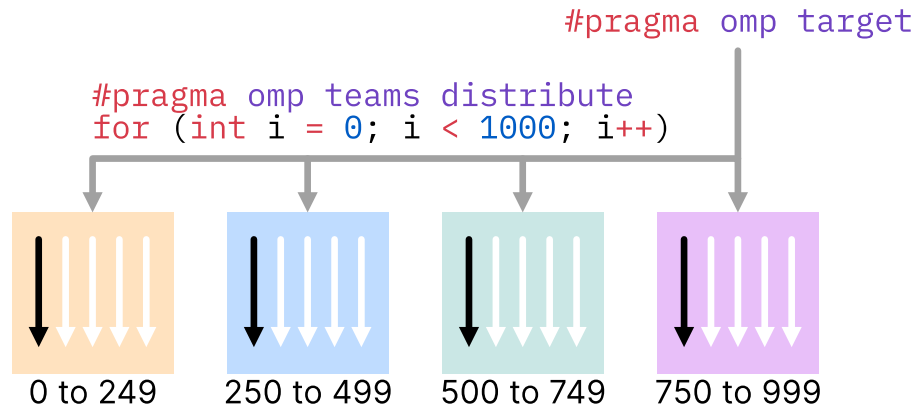 #pragma omp target
#pragma omp teams distribute
for (int i = 0; i < 1000; i++)
0 to 249
250 to 499
500 to 749
750 to 999